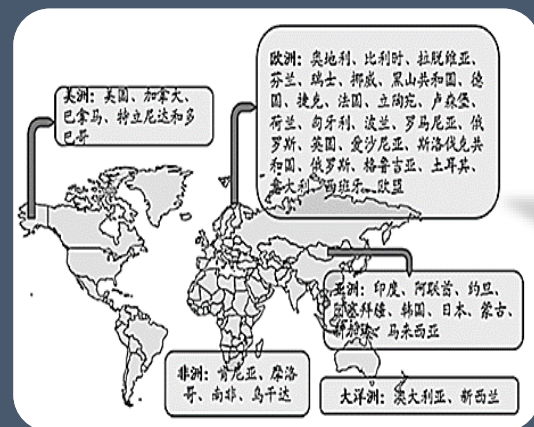 美洲：美国、加拿大、
巴拿马、特立尼达和多
巴哥
欧洲：奥地利、比利时、拉脱维亚、
芬兰、瑞士、挪威、黑山共和国、德
国、捷克、法国、立陶宛、卢森堡、
荷兰、匈牙利、波兰、罗马尼亚、俄
罗斯、英国、爱沙尼亚、斯洛伐克共
和国、俄罗斯、格鲁吉亚、土耳其、
意大利、西班牙、欧盟
亚洲：印度、阿联酋、约旦、
阿塞拜疆、韩国、日本、蒙古、
新加坡、马来西亚
非洲：肯尼亚、摩洛
哥、南非、乌干达
大洋洲：澳大利亚、新西兰